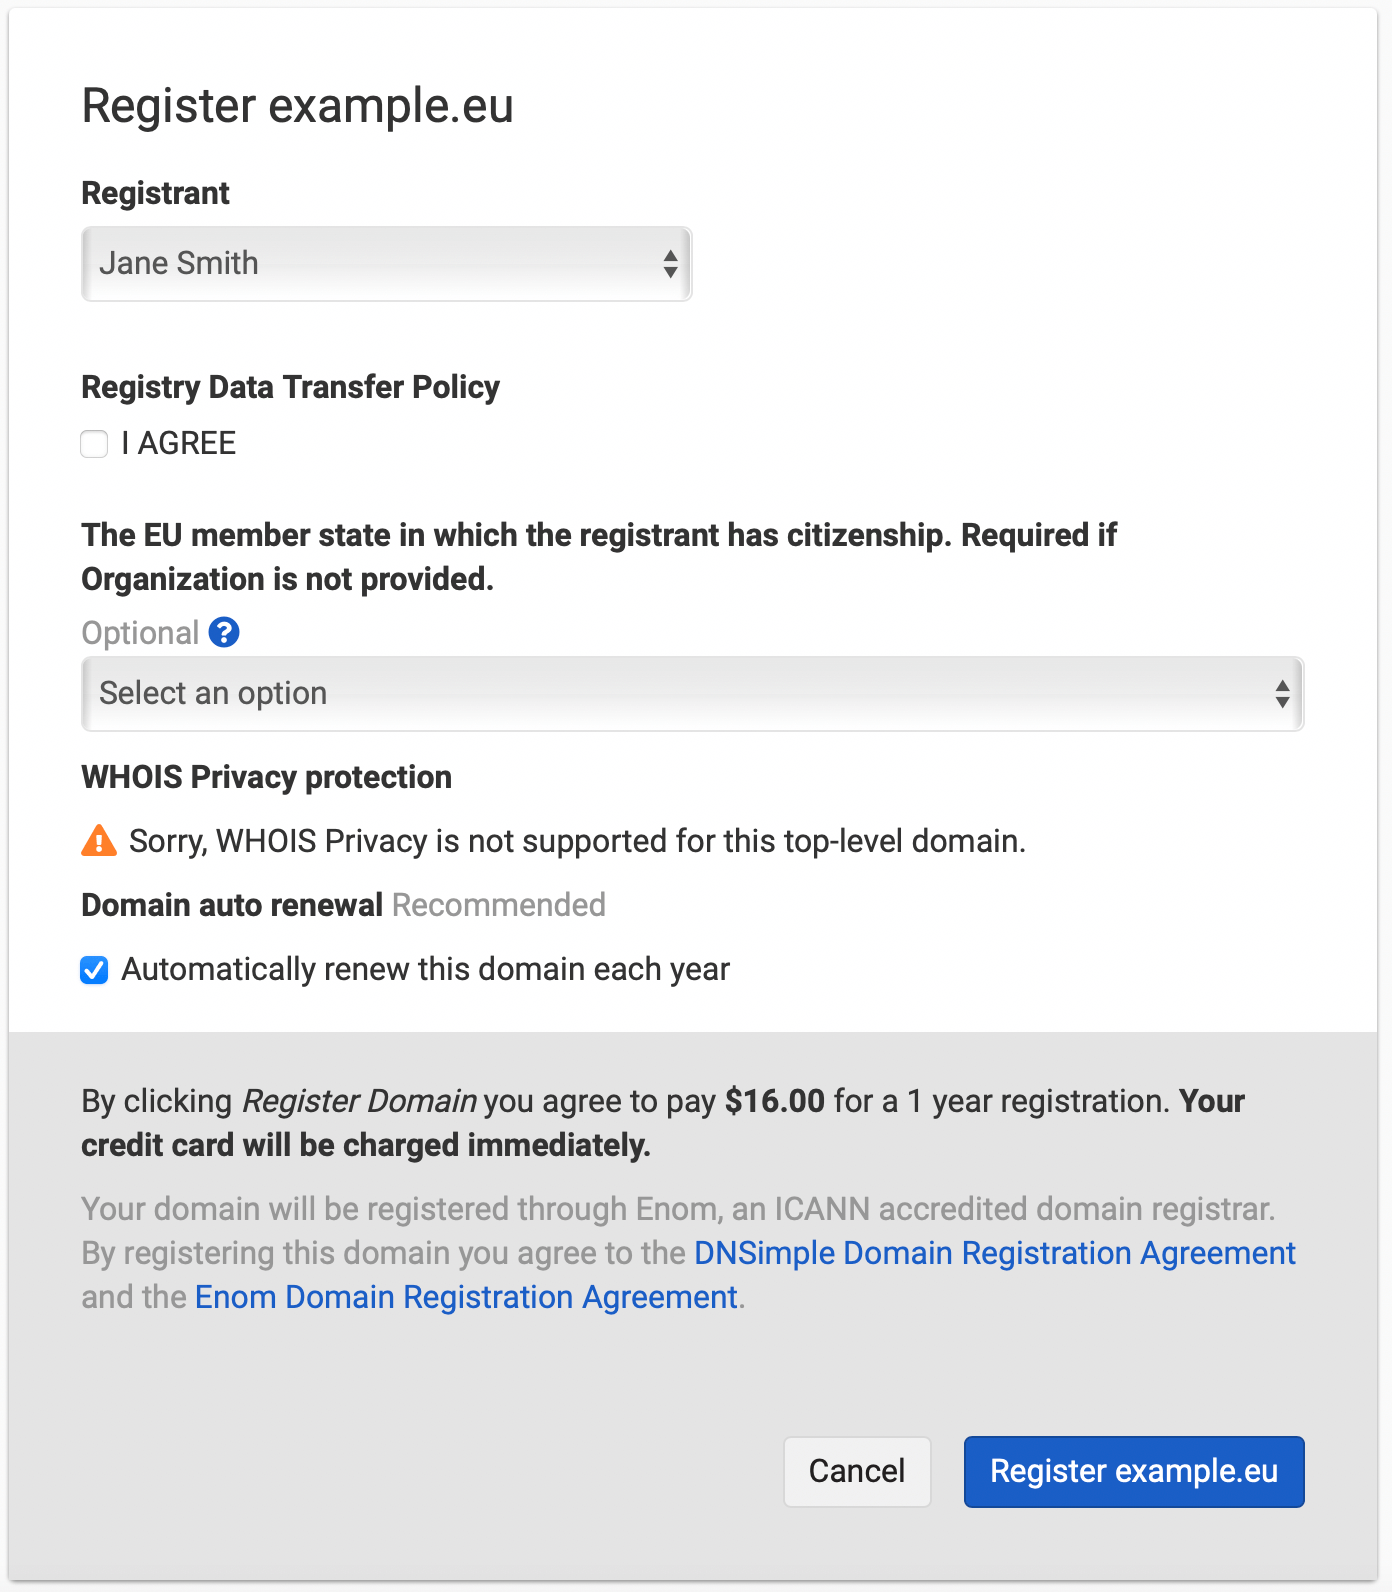 Register example.eu
Registrant
Jane Smith
Registry Data Transfer Policy
I AGREE
The EU member state in which the registrant has citizenship. Required if
Organization is not provided.
Optional ?
Select an option
WHOIS Privacy protection
Sorry, WHOIS Privacy is not supported for this top-level domain.
Domain auto renewal Recommended
Automatically renew this domain each year
By clicking Register Domain you agree to pay $16.00 for a 1 year registration. Your
credit card will be charged immediately.
Your domain will be registered through Enom, an ICANN accredited domain registrar.
By registering this domain you agree to the DNSimple Domain Registration Agreement
and the Enom Domain Registration Agreement.
Cancel
Register example.eu